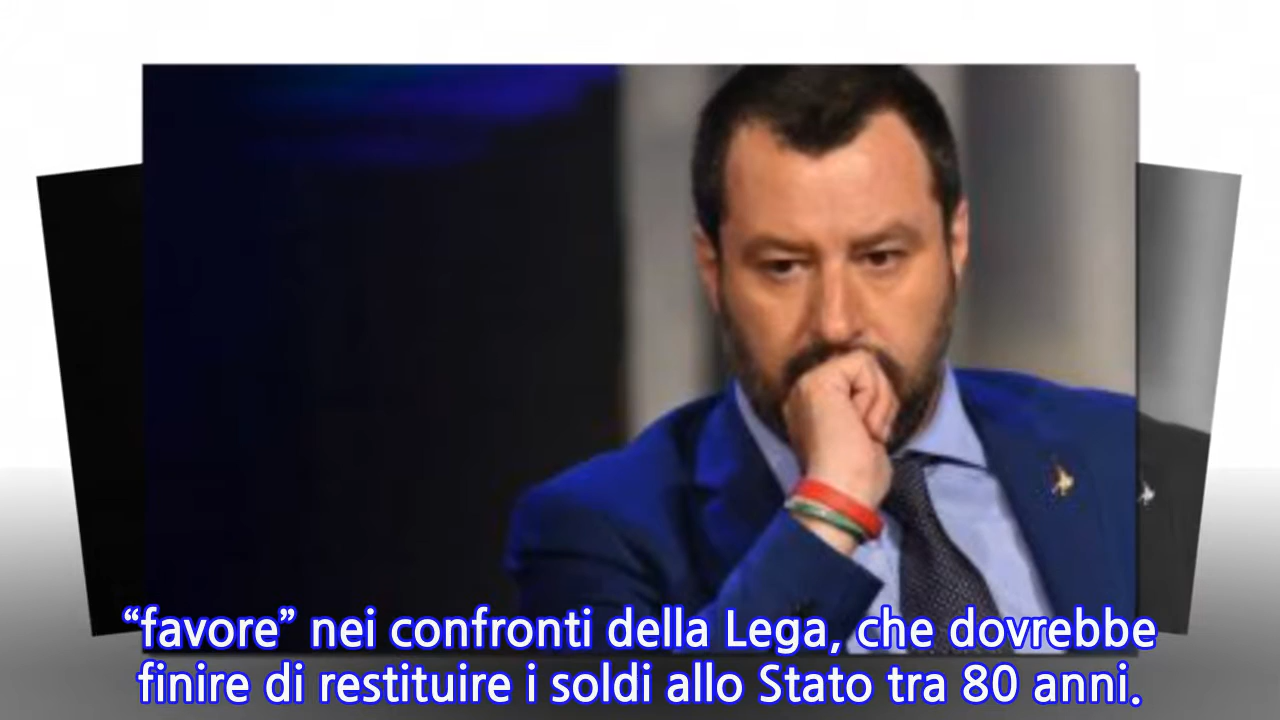 “favore” nei confronti della Lega, che dovrebbe
finire di restituire i soldi allo Stato tra 80 anni.